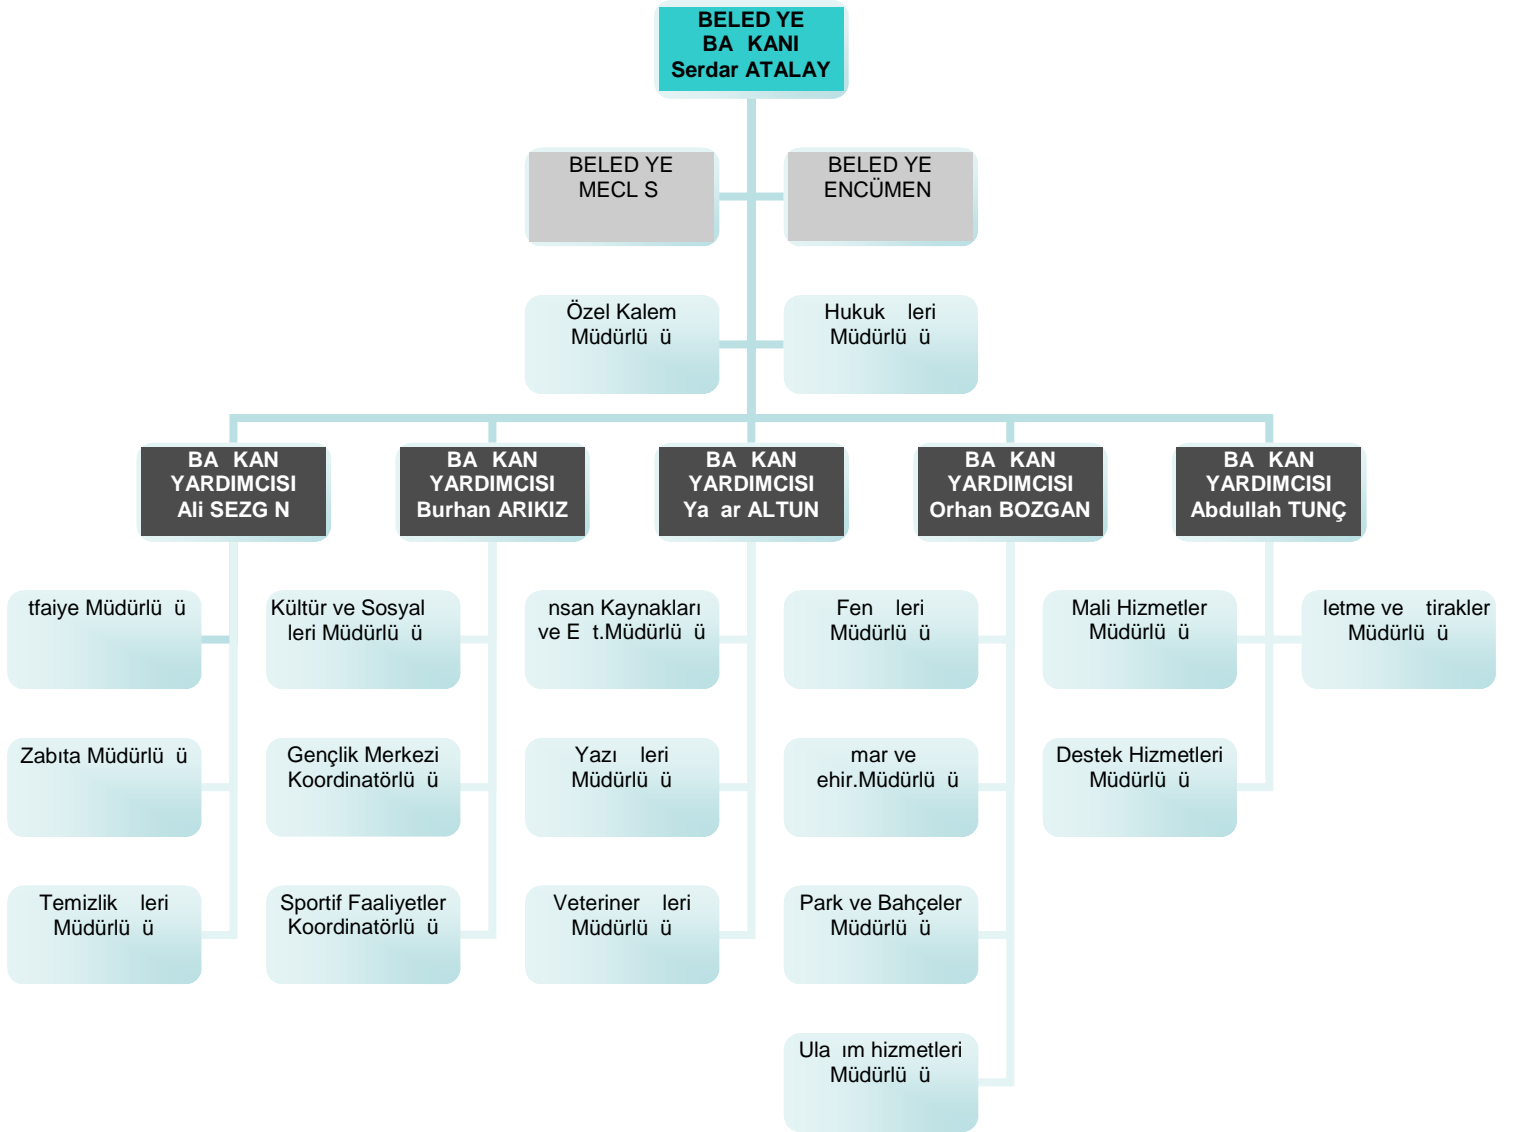 BELED YE
BA KANI
Serdar ATALAY
BELED YE
MECL S
BELED YE
ENCÜMEN
Özel Kalem
Müdürlü ü
Hukuk leri
Müdürlü ü
BA KAN
YARDIMCISI
Ali SEZG N
BA KAN
YARDIMCISI
Burhan ARIKIZ
BA KAN
YARDIMCISI
Ya ar ALTUN
BA KAN
YARDIMCISI
Orhan BOZGAN
BA KAN
YARDIMCISI
Abdullah TUNÇ
tfaiye Müdürlü ü
Kültür ve Sosyal
leri Müdürlü ü
nsan Kaynakları
ve E t.Müdürlü ü
Fen leri
Müdürlü ü
Mali Hizmetler
Müdürlü ü
letme ve tirakler
Müdürlü ü
Zabıta Müdürlü ü
Gençlik Merkezi
Koordinatörlü ü
Yazı leri
Müdürlü ü
mar ve
ehir.Müdürlü ü
Destek Hizmetleri
Müdürlü ü
Temizlik leri
Müdürlü ü
Sportif Faaliyetler
Koordinatörlü ü
Veteriner leri
Müdürlü ü
Park ve Bahçeler
Müdürlü ü
Ula ım hizmetleri
Müdürlü ü